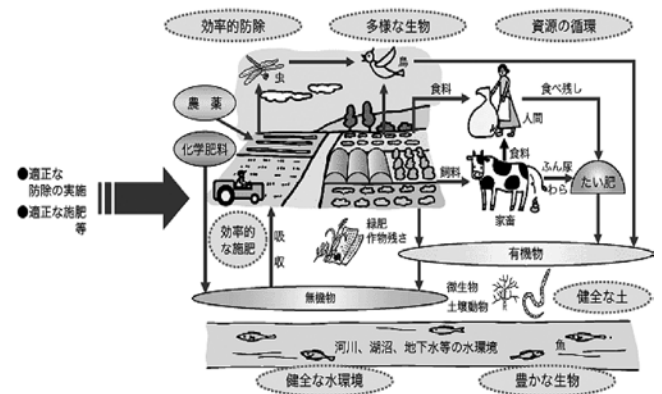 効率的防除
多様な生物
資源の循環
虫
鳥
農薬
化学肥料
食料
食べ残し
人間
食料
飼料
ふん尿
わら
たい肥
家畜
●適正な
防除の実施
●適正な施肥
等
効率的
な施肥
吸
収
緑肥
作物残さ
有機物
無機物
微生物
土壌動物
健全な土
河川、湖沼、地下水等の水環境
魚
健全な水環境
豊かな生物